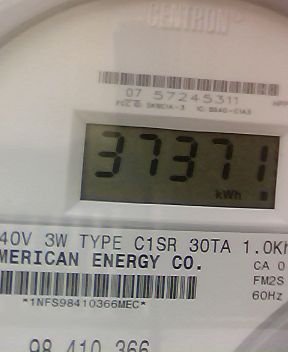 CENTRON®
07 57245311
37371
kWh
40V 3W TYPE C1SR 30TA 1.0Kh
MERICAN ENERGY CO.
CA 0
FM2S
60Hz
*1NFS98410366MEC*
98 410 366